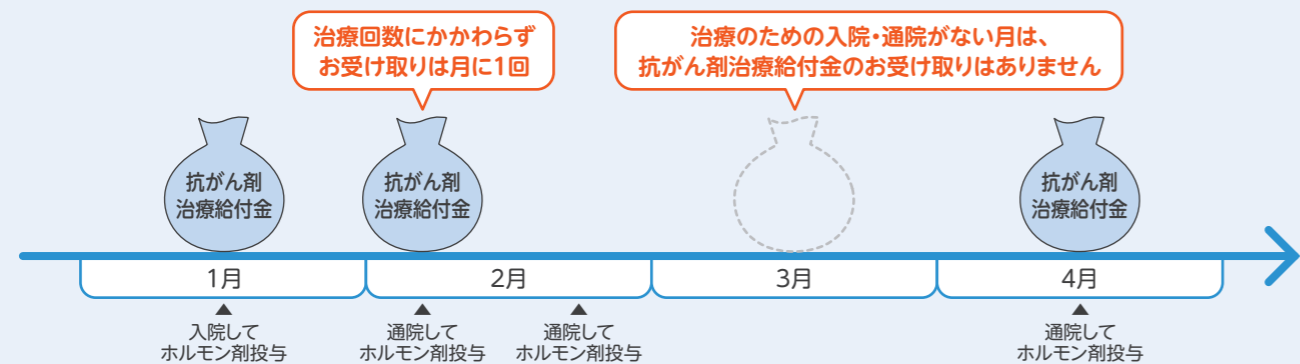 治療回数にかかわらず
お受け取りは月に1回
治療のための入院・通院がない月は、
抗がん剤治療給付金のお受け取りはありません
抗がん剤
治療給付金
抗がん剤
治療給付金
抗がん剤
治療給付金
1月
2月
3月
4月
入院して
ホルモン剤投与
通院して
ホルモン剤投与
通院して
ホルモン剤投与
通院して
ホルモン剤投与